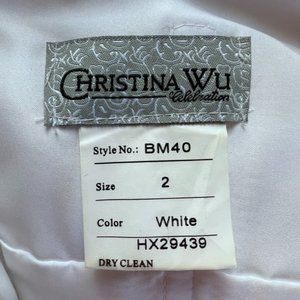 CHRISTINA WU
Celebration
Style No.: BM40
Size 2
Color White
HX29439
DRY CLEAN